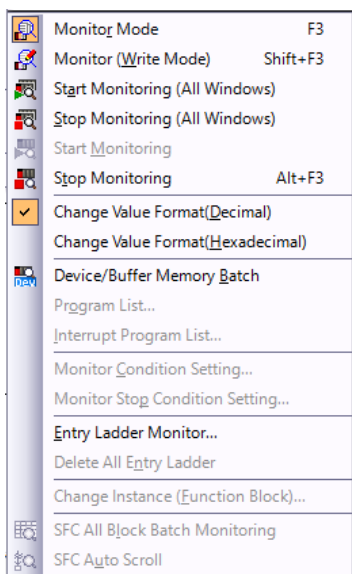 Monitor Mode F3
Monitor (Write Mode) Shift+F3
Start Monitoring (All Windows)
Stop Monitoring (All Windows)
Start Monitoring
Stop Monitoring Alt+F3
Change Value Format(Decimal)
Change Value Format(Hexadecimal)
Dev Device/Buffer Memory Batch
Program List...
Interrupt Program List...
Monitor Condition Setting...
Monitor Stop Condition Setting...
Entry Ladder Monitor...
Delete All Entry Ladder
Change Instance (Function Block)...
SFC All Block Batch Monitoring
SFC Auto Scroll